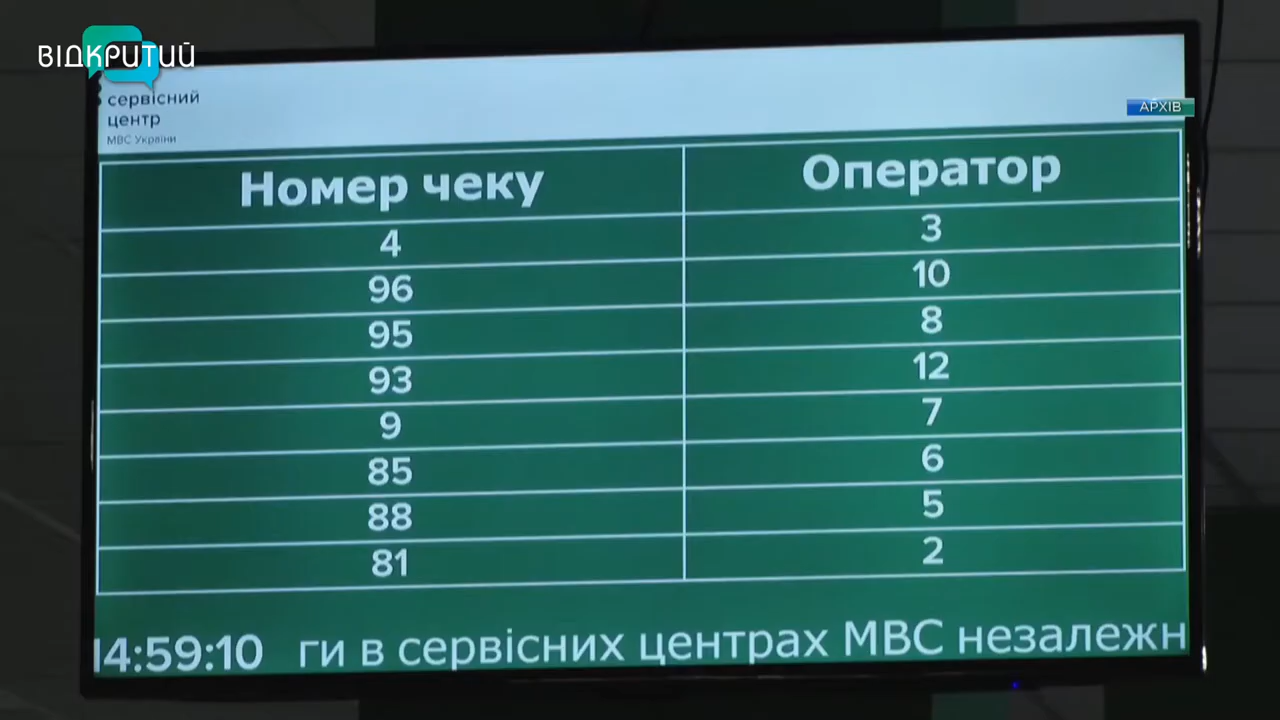 ВІДКРИТИЙ
сервісний
центр
МВС України
АРХІВ
Номер чеку Оператор
4 3
96 10
95 8
93 12
9 7
85 6
88 5
81 2
14:59:10 ги в сервісних центрах МВС незалежн